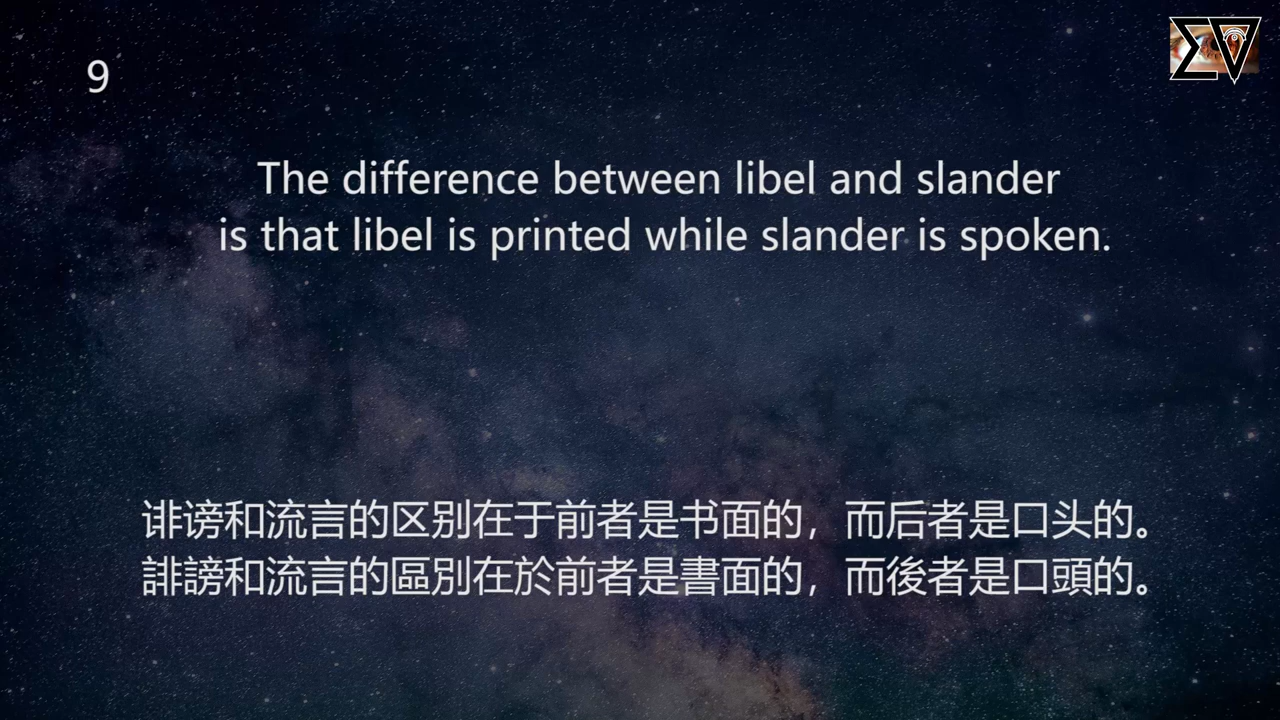 9
The difference between libel and slander
is that libel is printed while slander is spoken.
诽谤和流言的区别在于前者是书面的，而后者是口头的。
誹謗和流言的區別在於前者是書面的，而後者是口頭的。